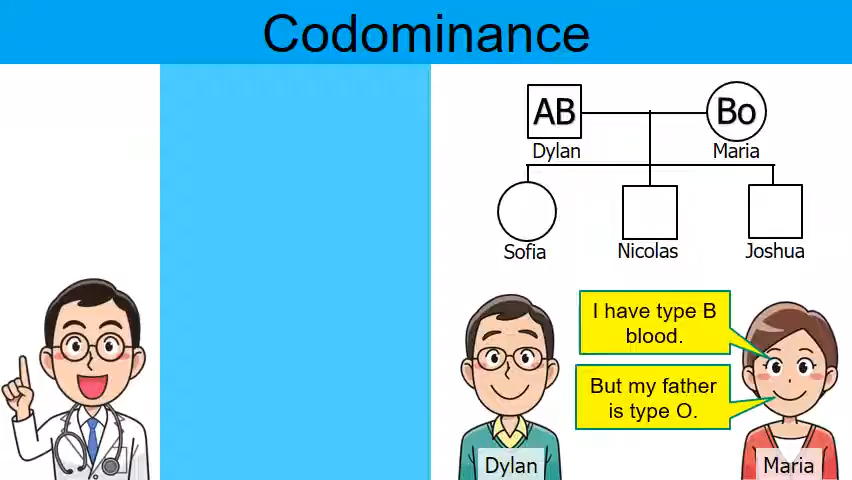 Codominance
AB
Bo
Dylan
Maria
Sofia
Nicolas
Joshua
I have type B
blood.
But my father
is type O.
Dylan
Maria